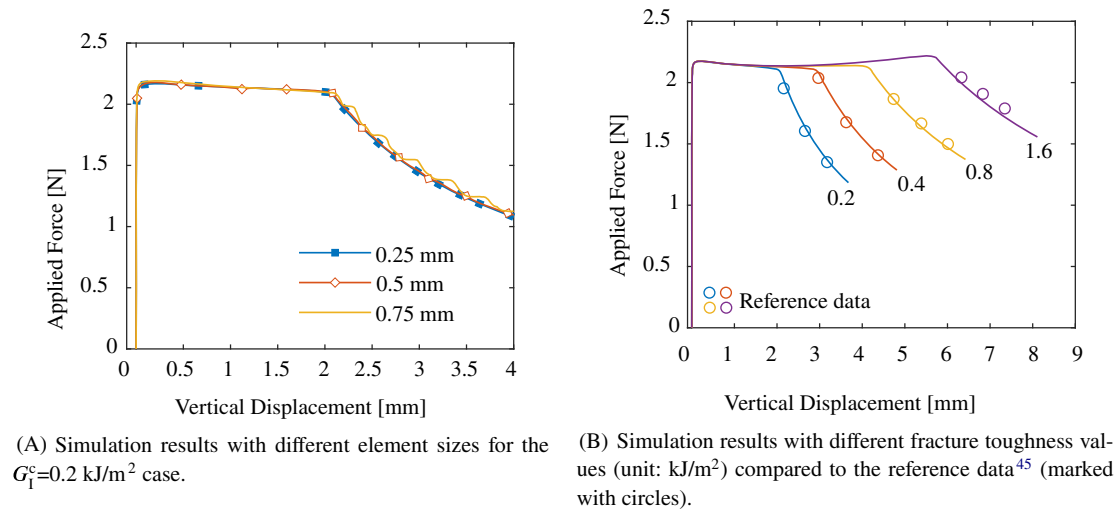 2.5
2
1.5
1
0.5
0
Applied Force [N]
0.25 mm
0.5 mm
0.75 mm
0 0.5 1 1.5 2 2.5 3 3.5 4
Vertical Displacement [mm]
(A) Simulation results with different element sizes for the
G_I^c=0.2 kJ/m² case.
2.5
2
1.5
1
0.5
0
Applied Force [N]
0.2
0.4
0.8
1.6
Reference data
0 1 2 3 4 5 6 7 8 9
Vertical Displacement [mm]
(B) Simulation results with different fracture toughness val-
ues (unit: kJ/m²) compared to the reference data⁴⁵ (marked
with circles).